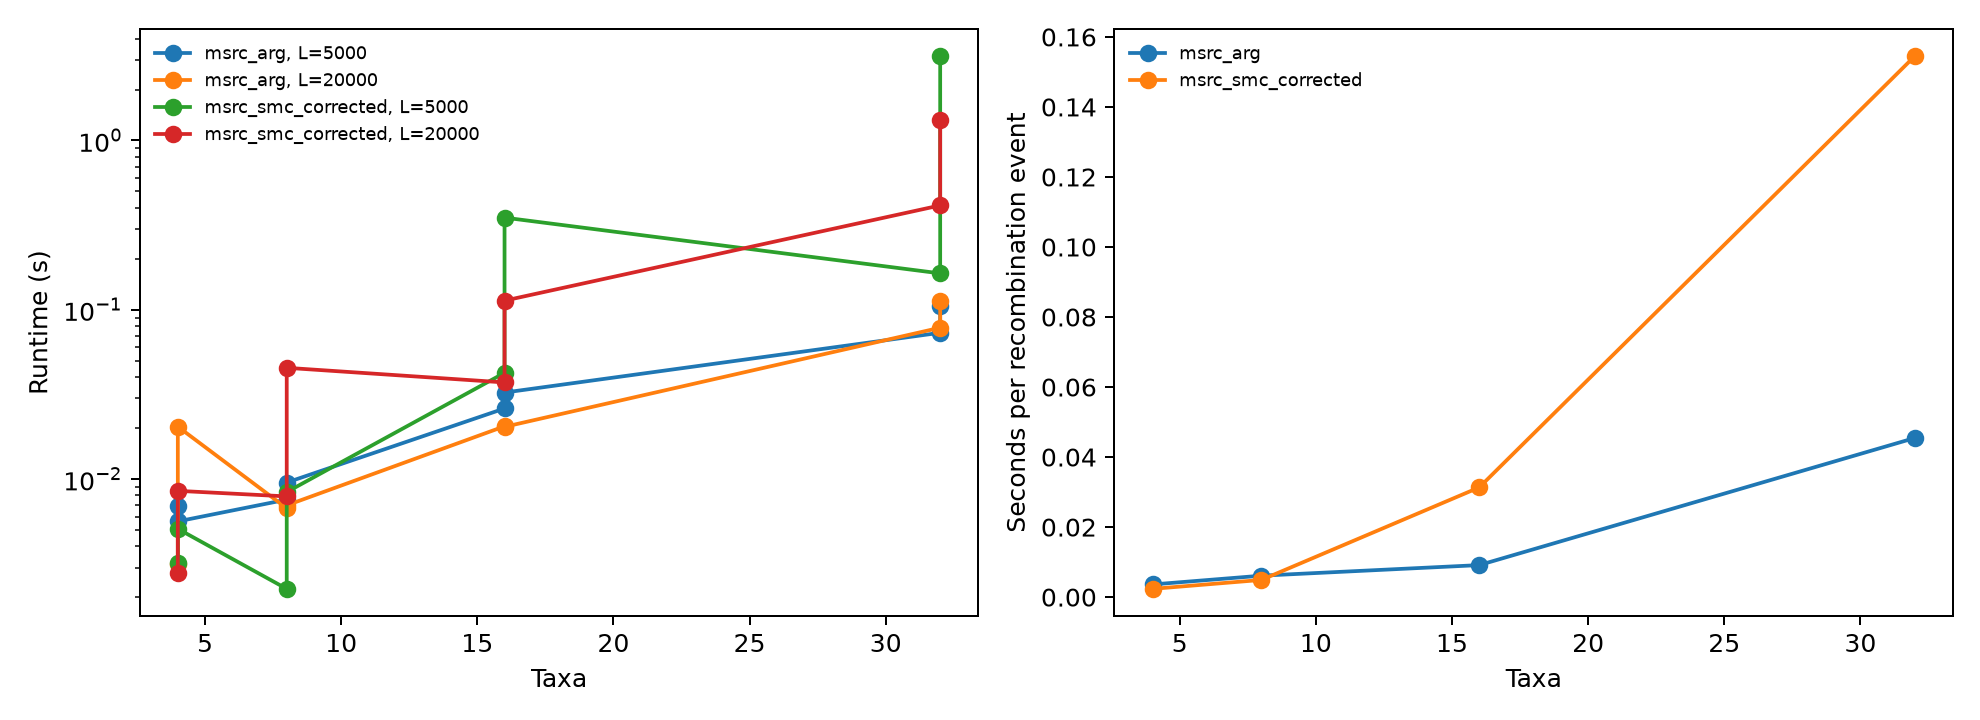 msrc_arg, L=5000
msrc_arg, L=20000
msrc_smc_corrected, L=5000
msrc_smc_corrected, L=20000
10⁰
10⁻¹
10⁻²
Runtime (s)
5 10 15 20 25 30
Taxa
msrc_arg
msrc_smc_corrected
0.16
0.14
0.12
0.10
0.08
0.06
0.04
0.02
0.00
Seconds per recombination event
5 10 15 20 25 30
Taxa